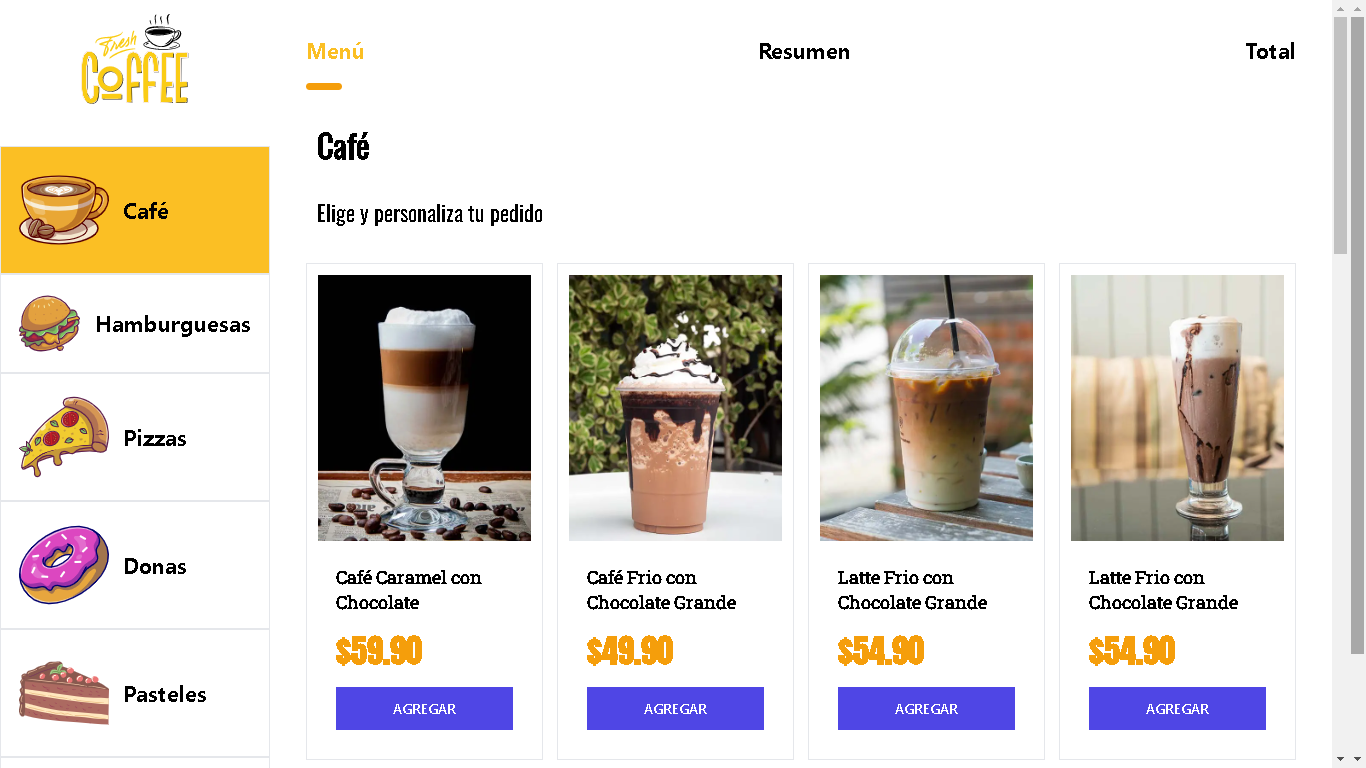 Fresh
COFFEE
Menú
Resumen
Total
Café
Elige y personaliza tu pedido
Café
Hamburguesas
Pizzas
Donas
Pasteles
Café Caramel con
Chocolate
$59.90
AGREGAR
Café Frio con
Chocolate Grande
$49.90
AGREGAR
Latte Frio con
Chocolate Grande
$54.90
AGREGAR
Latte Frio con
Chocolate Grande
$54.90
AGREGAR